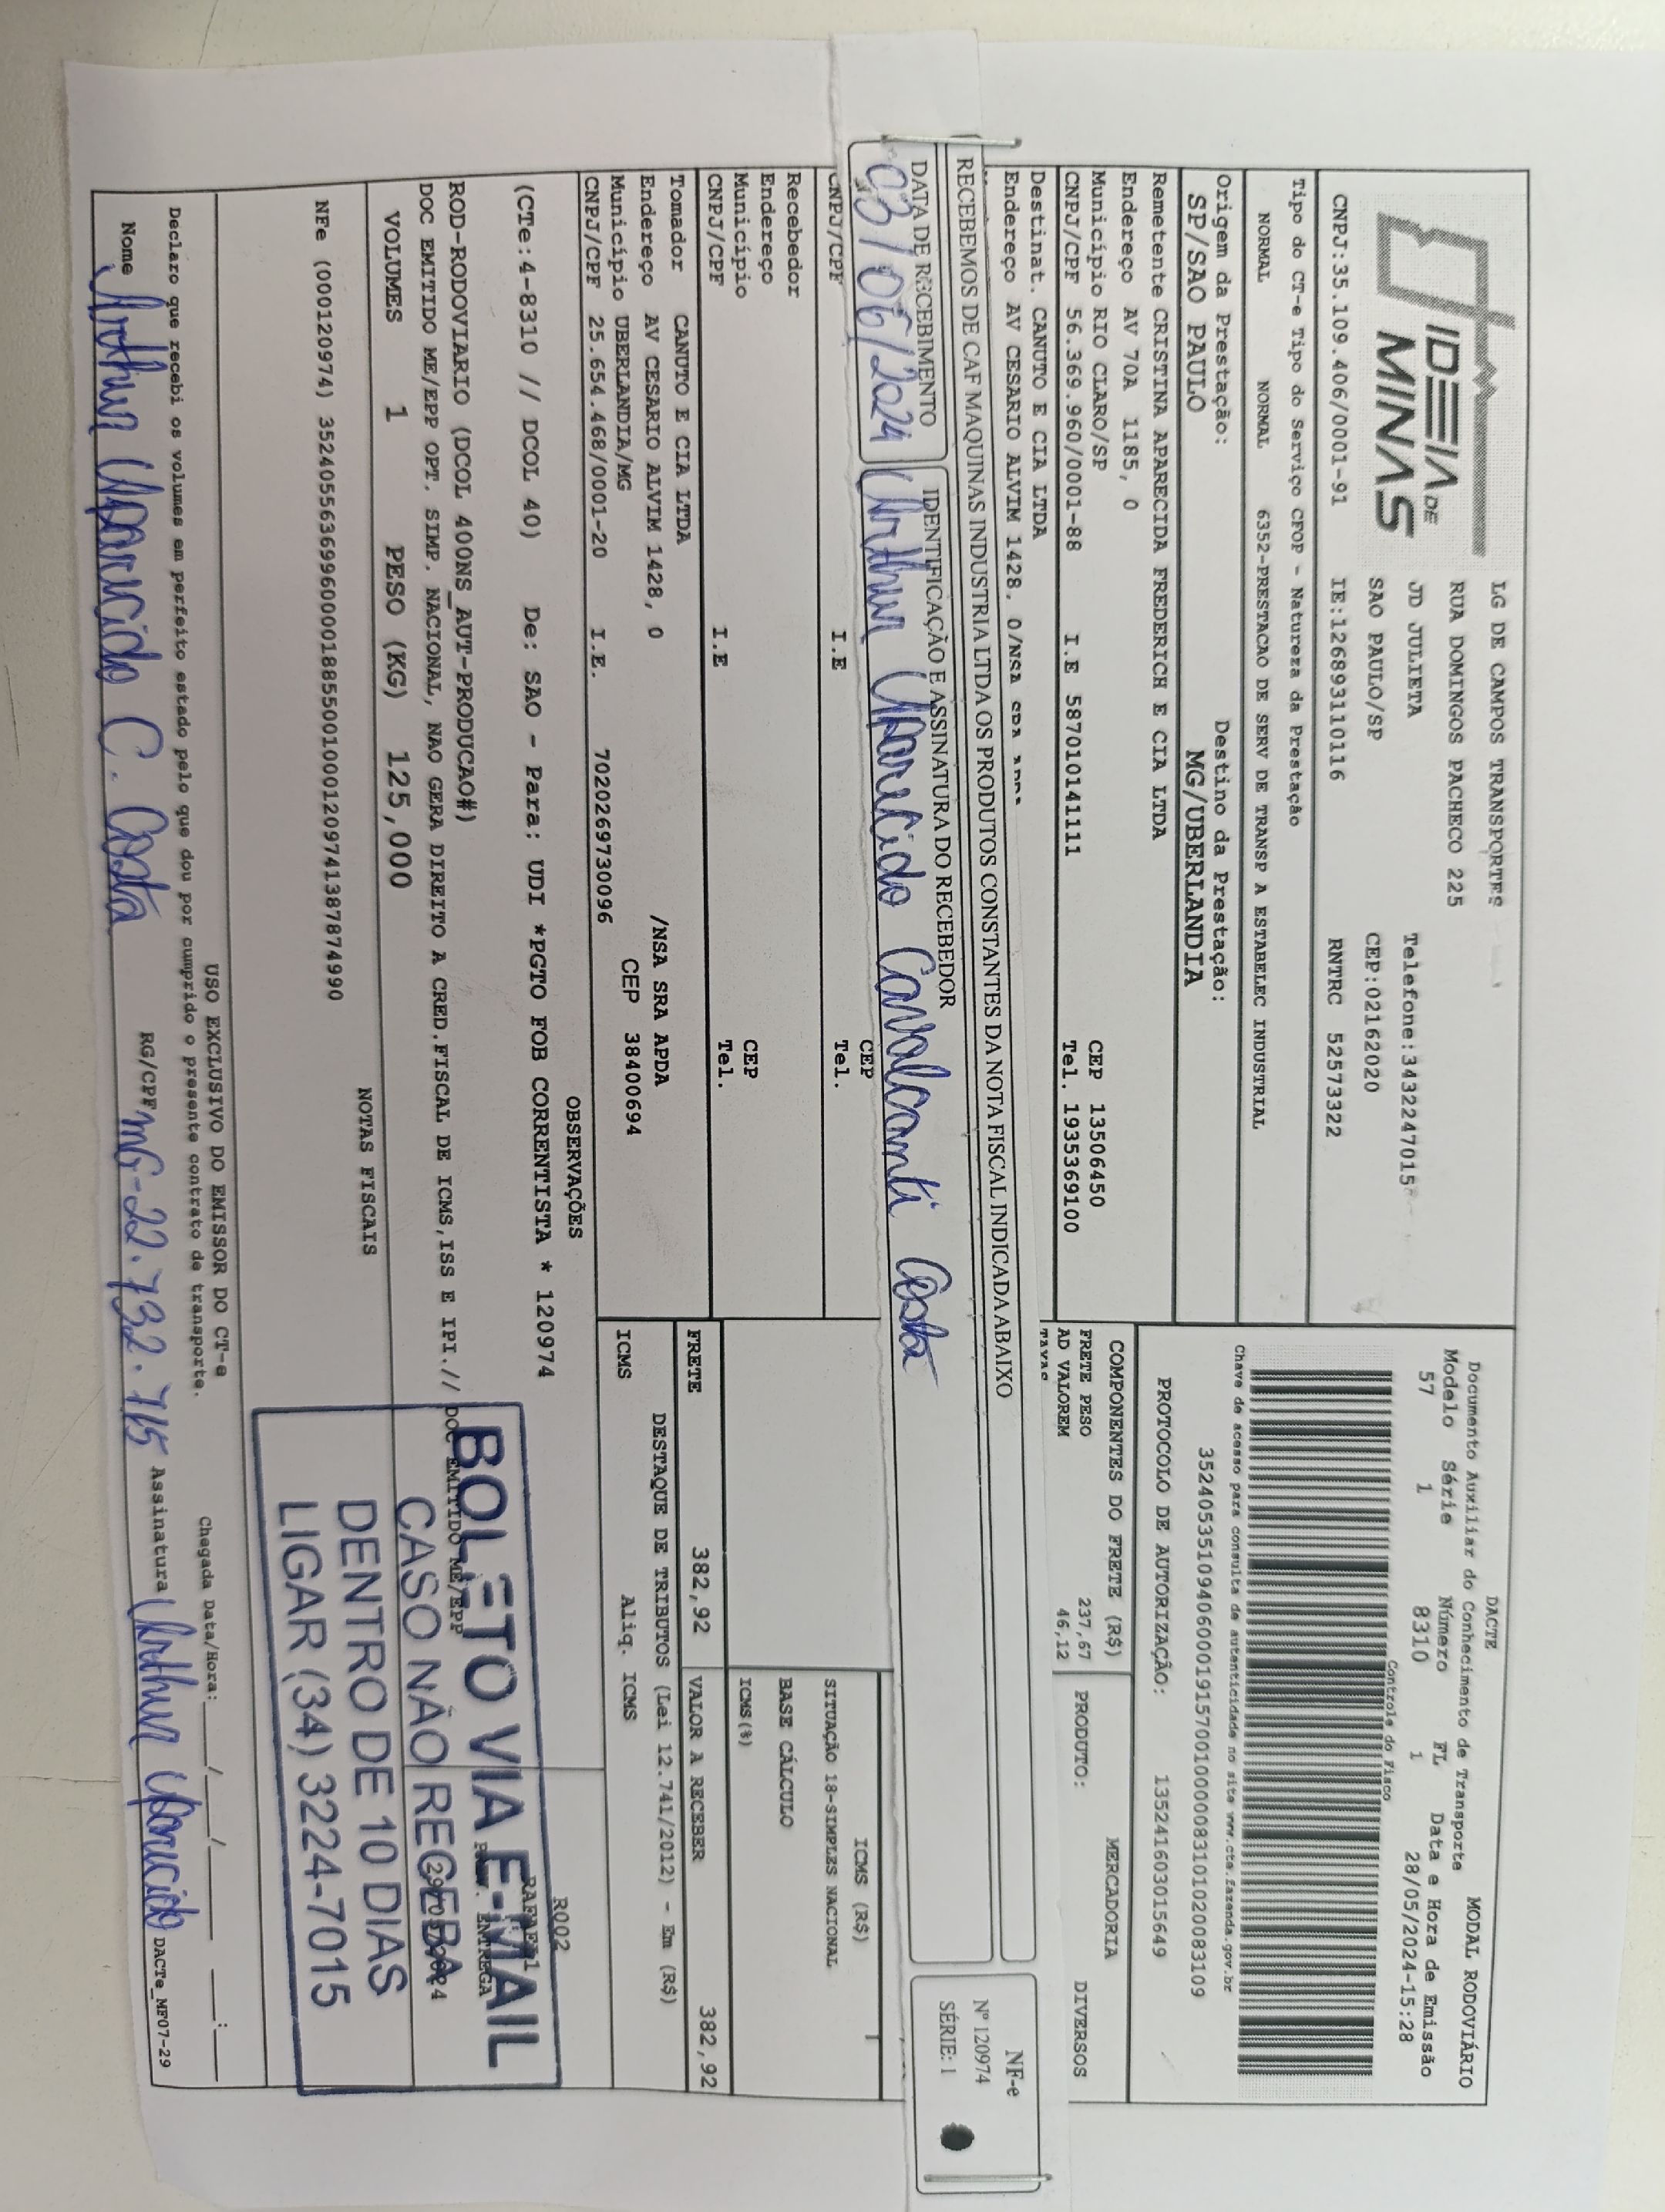 IDEIA DE
MINAS
LG DE CAMPOS TRANSPORTES
RUA DOMINGOS PACHECO 225
JD JULIETA Telefone:3432247015
SAO PAULO/SP CEP:02162020
CNPJ:35.109.406/0001-91 IE:126893110116 RNTRC 52573322
DACTE MODAL RODOVIÁRIO
Documento Auxiliar do Conhecimento de Transporte
Modelo Série Número FL Data e Hora de Emissão
57 1 8310 1 28/05/2024-15:28
Controle do Fisco
Chave de acesso para consulta de autenticidade no site www.cte.fazenda.gov.br
35240535109406000191570010000083101020083109
PROTOCOLO DE AUTORIZAÇÃO: 135241603015649
Tipo do CT-e Tipo do Serviço CFOP - Natureza da Prestação
NORMAL NORMAL 6352-PRESTACAO DE SERV DE TRANSP A ESTABELEC INDUSTRIAL
Origem da Prestação: Destino da Prestação:
SP/SAO PAULO MG/UBERLANDIA
Remetente CRISTINA APARECIDA FREDERICH E CIA LTDA
Endereço AV 70A 1185, 0
Município RIO CLARO/SP CEP 13506450
CNPJ/CPF 56.369.960/0001-88 I.E 587010141111 Tel. 1935369100
COMPONENTES DO FRETE (R$) MERCADORIA
FRETE PESO 237,67 PRODUTO: DIVERSOS
AD VALOREM 46,12
Destinat. CANUTO E CIA LTDA
Endereço AV CESARIO ALVIM 1428, 0/NSA
RECEBEMOS DE CAF MAQUINAS INDUSTRIA LTDA OS PRODUTOS CONSTANTES DA NOTA FISCAL INDICADA ABAIXO
DATA DE RECEBIMENTO IDENTIFICAÇÃO E ASSINATURA DO RECEBEDOR
03/06/2024 Arthur Aparecido Cavalcanti Costa
NF-e
Nº 120974
SÉRIE: 1
CEP
CNPJ/CPF I.E Tel.
Recebedor
Endereço
Município CEP
CNPJ/CPF I.E Tel.
ICMS (R$)
SITUAÇÃO 18-SIMPLES NACIONAL
BASE CÁLCULO
ICMS(%)
Tomador CANUTO E CIA LTDA
Endereço AV CESARIO ALVIM 1428, 0 /NSA SRA APDA
Município UBERLANDIA/MG CEP 38400694
CNPJ/CPF 25.654.468/0001-20 I.E. 7020269730096
FRETE 382,92 VALOR A RECEBER 382,92
DESTAQUE DE TRIBUTOS (Lei 12.741/2012) - Em (R$)
ICMS Aliq. ICMS
OBSERVAÇÕES
(CTe:4-8310 // DCOL 40) De: SAO - Para: UDI *PGTO FOB CORRENTISTA * 120974
R002
ROD-RODOVIARIO (DCOL 400NS_AUT-PRODUCAO#)
DOC EMITIDO ME/EPP OPT. SIMP. NACIONAL, NAO GERA DIREITO A CRED.FISCAL DE ICMS,ISS E IPI.// DOC EMITIDO ME/EPP
VOLUMES 1 PESO (KG) 125,000
BOLETO VIA E-MAIL
CASO NÃO RECEBA
DENTRO DE 10 DIAS
LIGAR (34) 3224-7015
NOTAS FISCAIS
NFe (000120974) 35240556369960000188550010001209741387874990
USO EXCLUSIVO DO EMISSOR DO CT-e
Declaro que recebi os volumes em perfeito estado pelo que dou por cumprido o presente contrato de transporte. Chegada Data/Hora: ____/____/____ ____:____
Nome Arthur Aparecido C. Costa RG/CPF MG-22.732.715 Assinatura Arthur Aparecido DACTe_MF07-29